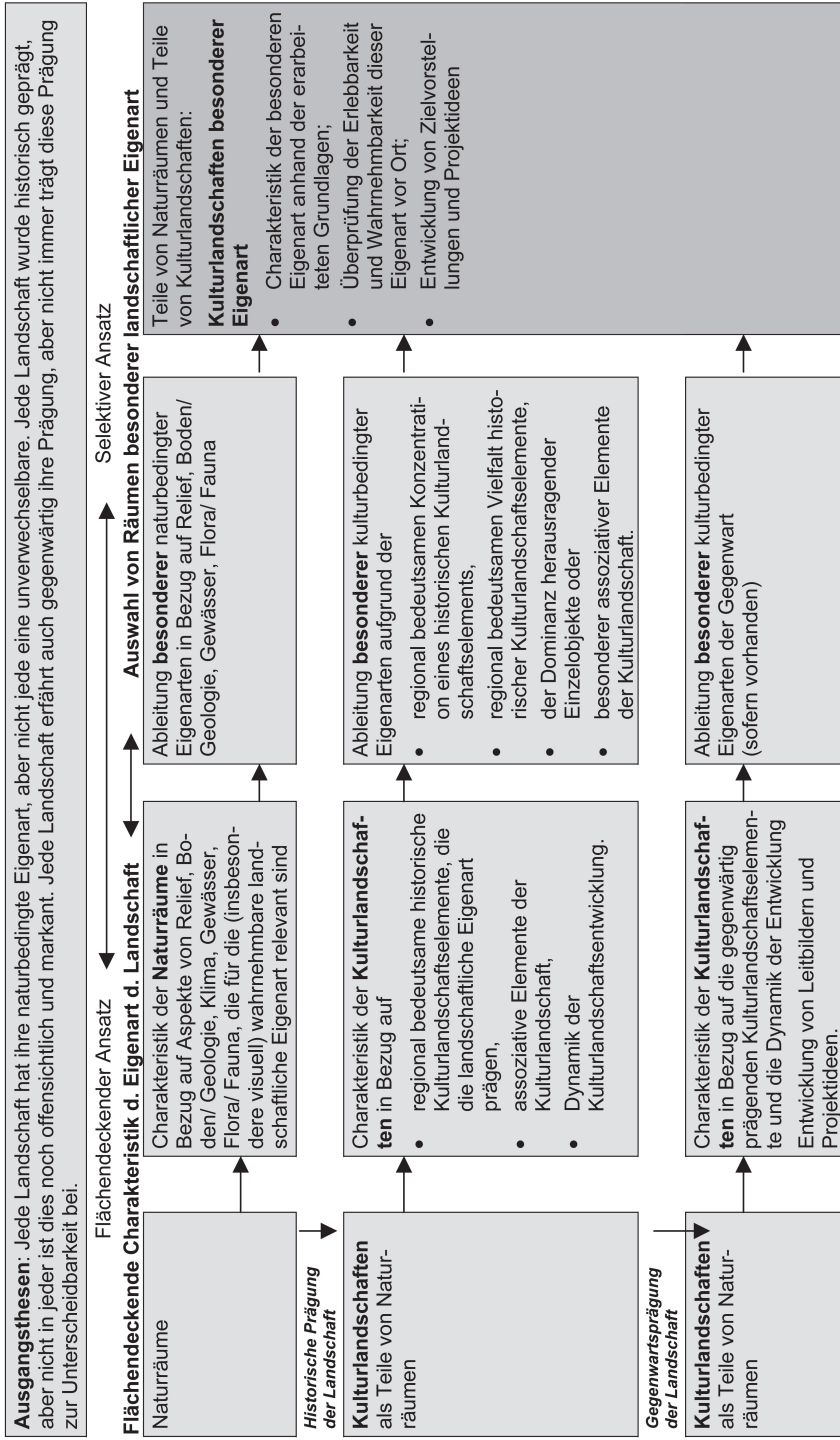 Ausgangsthesen: Jede Landschaft hat ihre naturbedingte Eigenart, aber nicht jede eine unverwechselbare. Jede Landschaft wurde historisch geprägt,
aber nicht in jeder ist dies noch offensichtlich und markant. Jede Landschaft erfährt auch gegenwärtig ihre Prägung, aber nicht immer trägt diese Prägung
zur Unterscheidbarkeit bei.
Flächendeckender Ansatz
Selektiver Ansatz
Flächendeckende Charakteristik d. Eigenart d. Landschaft
Auswahl von Räumen besonderer landschaftlicher Eigenart
Naturräume
Charakteristik der Naturräume in
Bezug auf Aspekte von Relief, Bo-
den/ Geologie, Klima, Gewässer,
Flora/ Fauna, die für die (insbeson-
dere visuell) wahrnehmbare land-
schaftliche Eigenart relevant sind
Ableitung besonderer naturbedingter
Eigenarten in Bezug auf Relief, Boden/
Geologie, Gewässer, Flora/ Fauna
Teile von Naturräumen und Teile
von Kulturlandschaften:
Kulturlandschaften besonderer
Eigenart
• Charakteristik der besonderen
Eigenart anhand der erarbei-
teten Grundlagen;
• Überprüfung der Erlebbarkeit
und Wahrnehmbarkeit dieser
Eigenart vor Ort;
• Entwicklung von Zielvorstel-
lungen und Projektideen
Historische Prägung
der Landschaft
Kulturlandschaften
als Teile von Natur-
räumen
Charakteristik der Kulturlandschaf-
ten in Bezug auf
• regional bedeutsame historische
Kulturlandschaftselemente, die
die landschaftliche Eigenart
prägen,
• assoziative Elemente der
Kulturlandschaft,
• Dynamik der
Kulturlandschaftsentwicklung.
Ableitung besonderer kulturbedingter
Eigenarten aufgrund der
• regional bedeutsamen Konzentrati-
on eines historischen Kulturland-
schaftselements,
• regional bedeutsamen Vielfalt histo-
rischer Kulturlandschaftselemente,
• der Dominanz herausragender
Einzelobjekte oder
• besonderer assoziativer Elemente
der Kulturlandschaft.
Gegenwartsprägung
der Landschaft
Kulturlandschaften
als Teile von Natur-
räumen
Charakteristik der Kulturlandschaf-
ten in Bezug auf die gegenwärtig
prägenden Kulturlandschaftselemen-
te und die Dynamik der Entwicklung
Entwicklung von Leitbildern und
Projektideen.
Ableitung besonderer kulturbedingter
Eigenarten der Gegenwart
(sofern vorhanden)